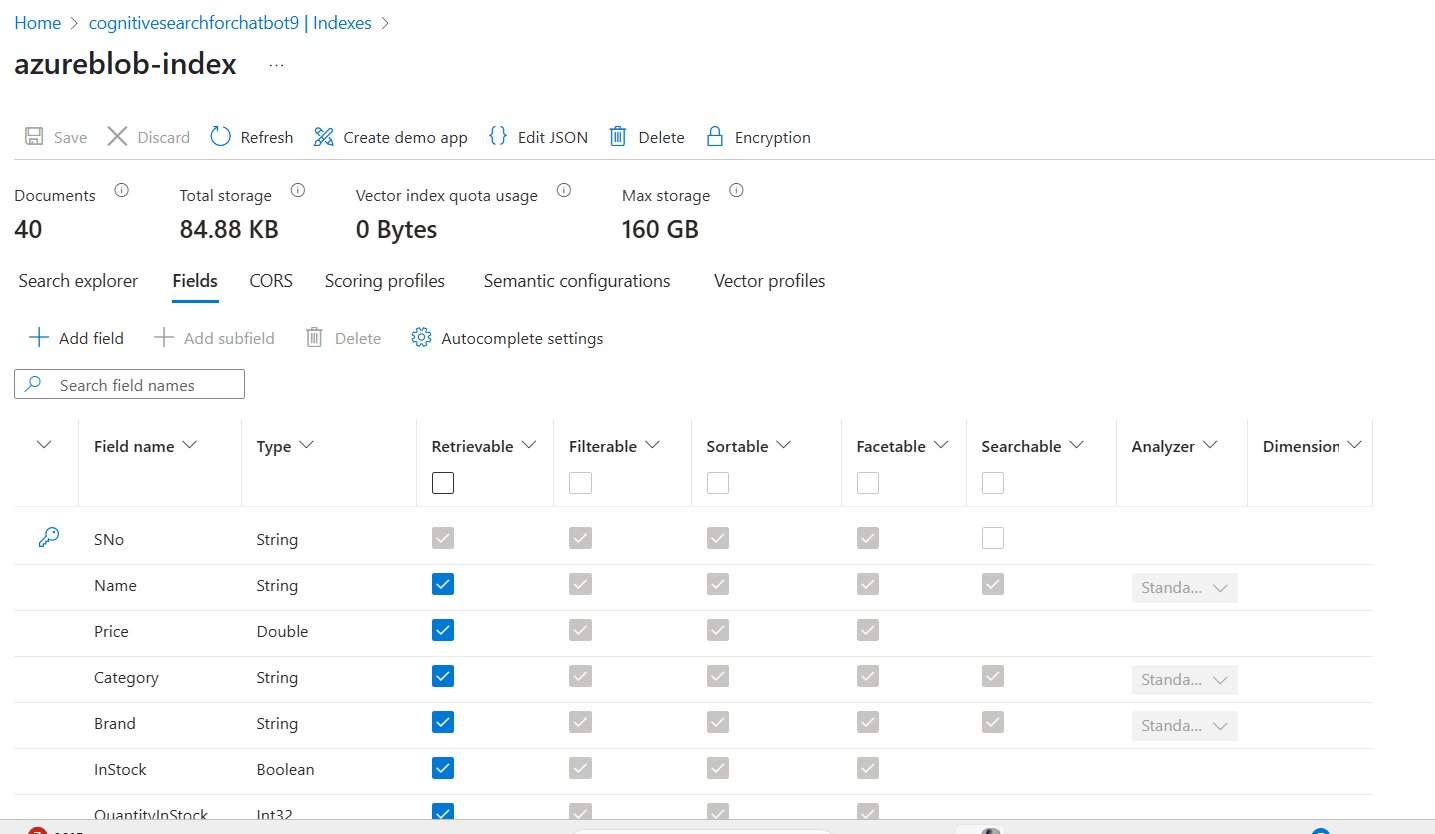 Home > cognitivesearchforchatbot9 | Indexes >
azureblob-index ...
Save Discard Refresh Create demo app {} Edit JSON Delete Encryption
Documents Total storage Vector index quota usage Max storage
40 84.88 KB 0 Bytes 160 GB
Search explorer Fields CORS Scoring profiles Semantic configurations Vector profiles
Add field Add subfield Delete Autocomplete settings
Search field names
Field name Type Retrievable Filterable Sortable Facetable Searchable Analyzer Dimension
SNo String
Name String Standa...
Price Double
Category String Standa...
Brand String Standa...
InStock Boolean
QuantityInStock Int32